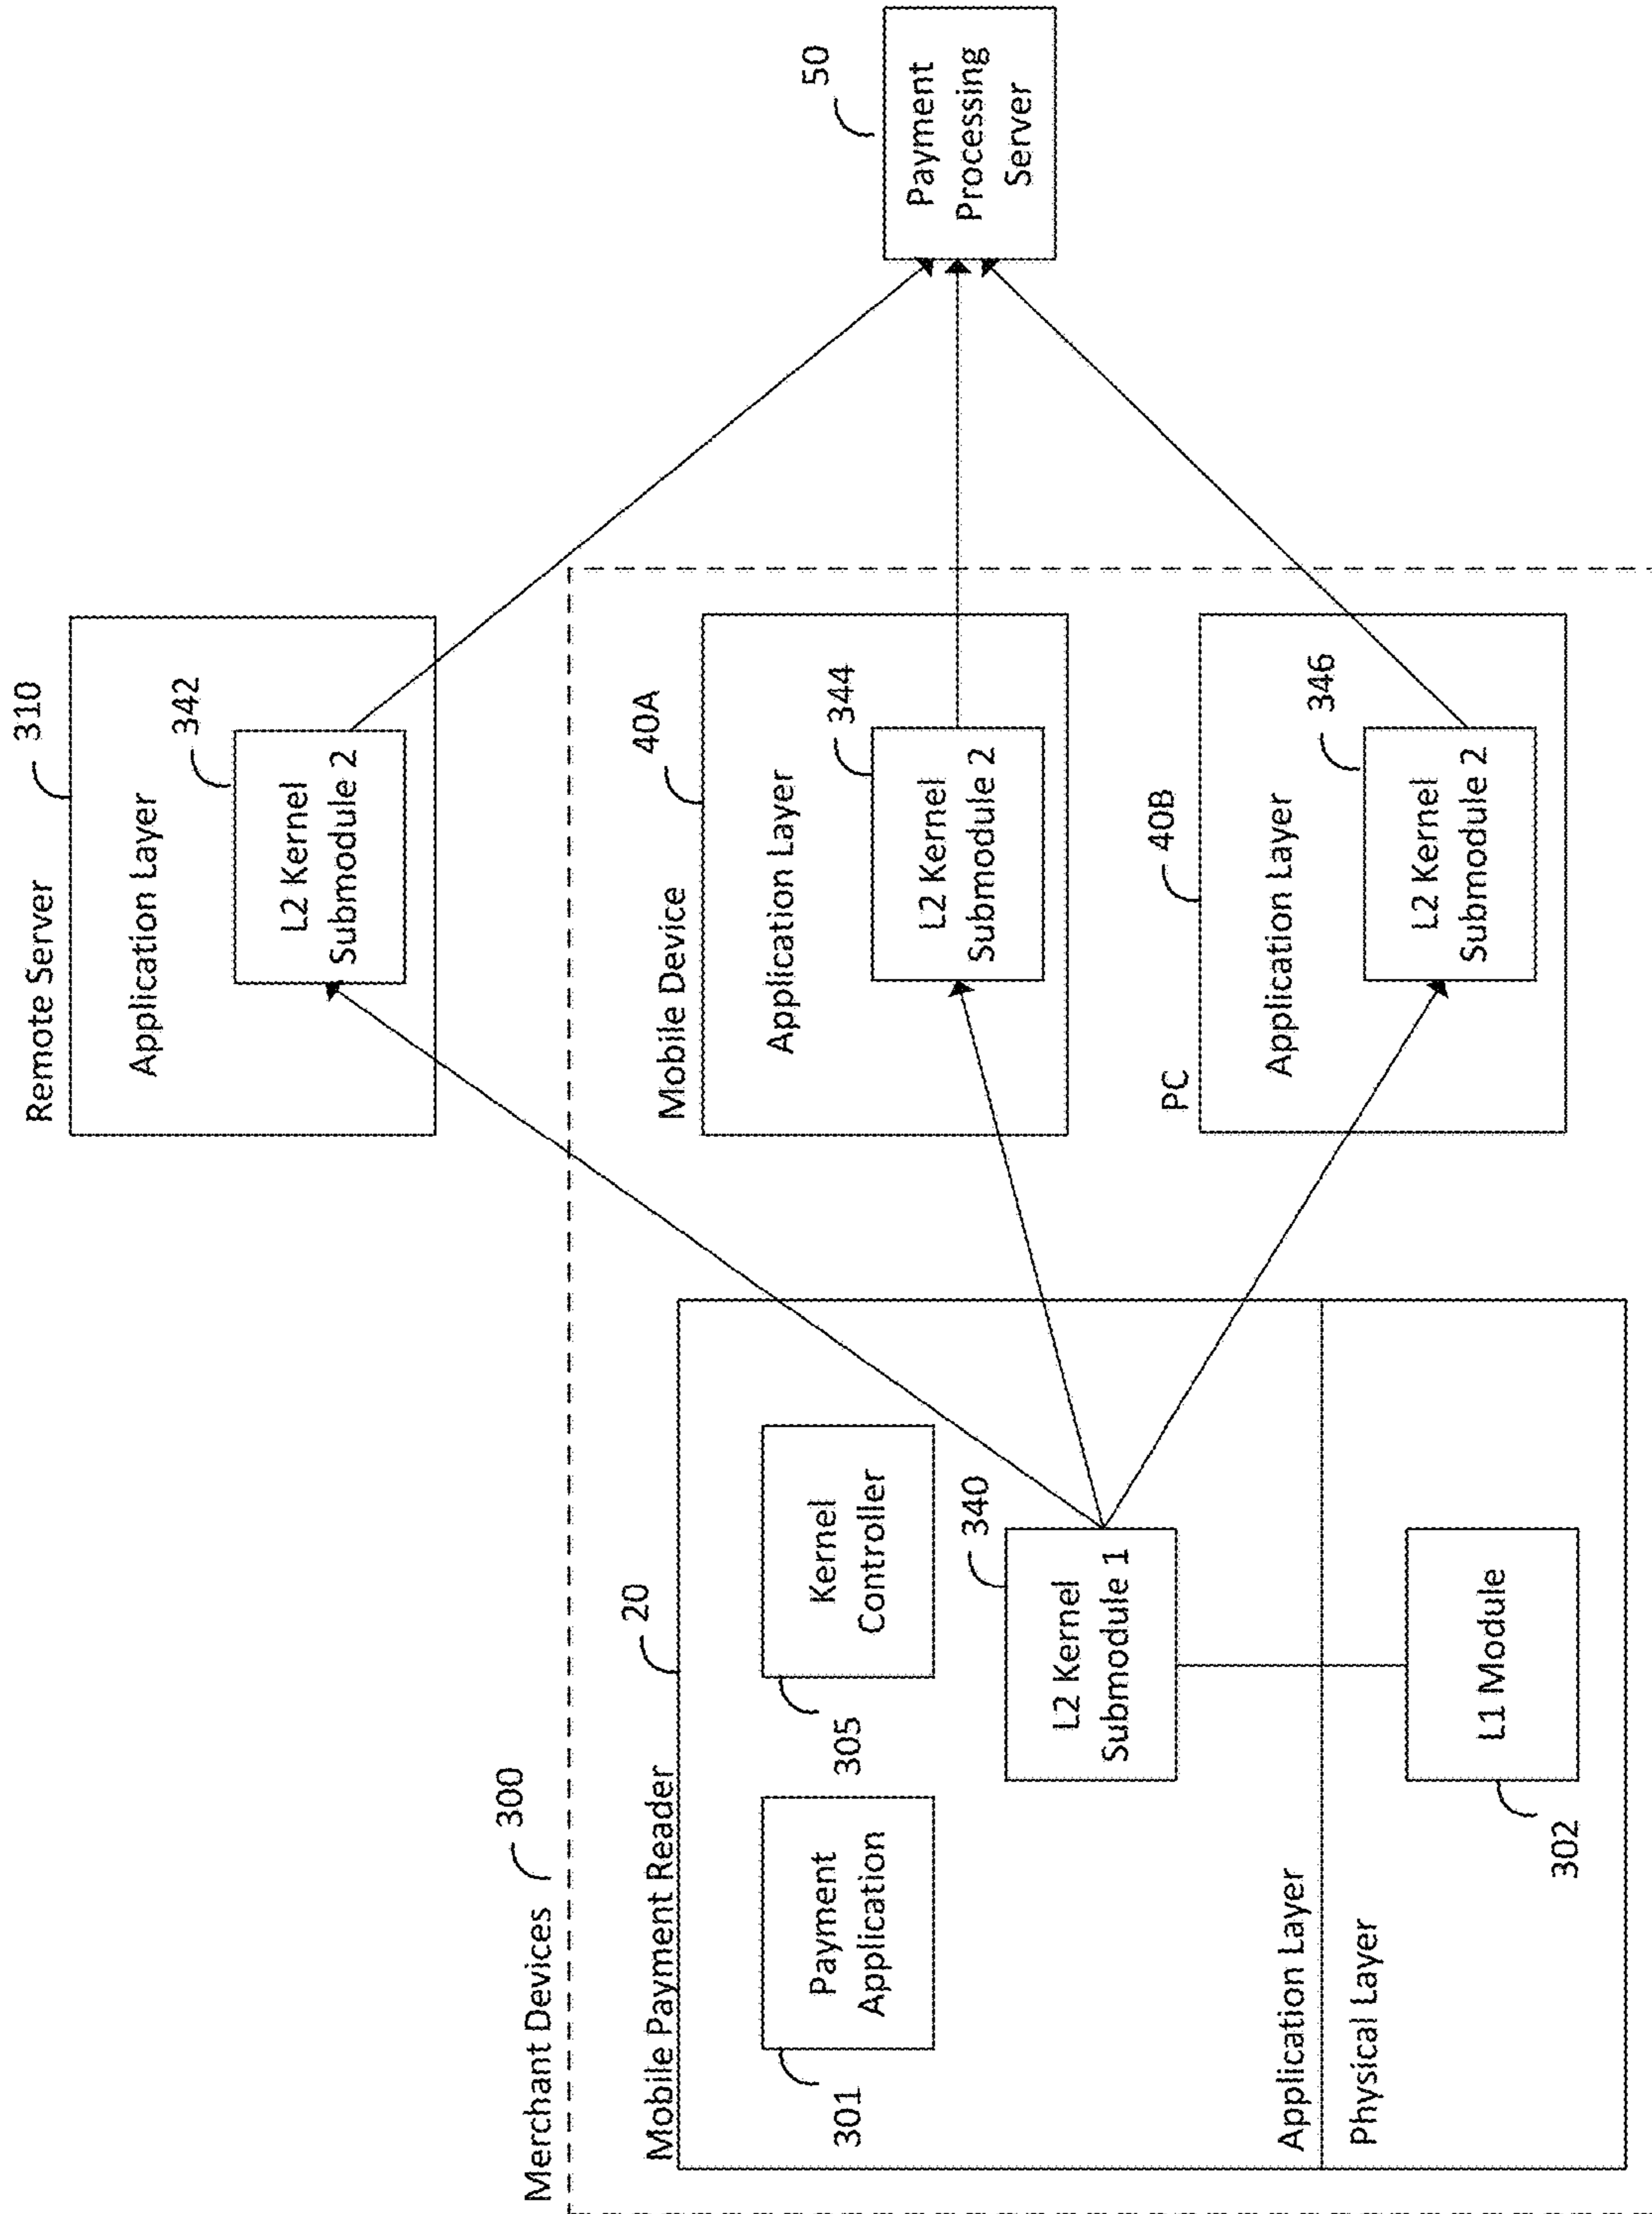 Merchant Devices
300
Mobile Payment Reader
20
301
Payment
Application
305
Kernel
Controller
340
L2 Kernel
Submodule 1
Application Layer
Physical Layer
L1 Module
302
Remote Server
310
Application Layer
342
L2 Kernel
Submodule 2
Mobile Device
40A
Application Layer
344
L2 Kernel
Submodule 2
PC
40B
Application Layer
346
L2 Kernel
Submodule 2
50
Payment
Processing
Server